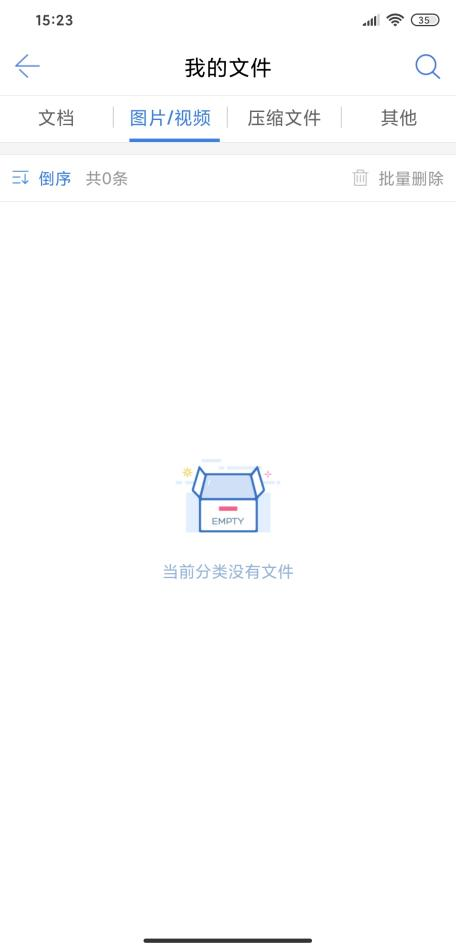 15:23
35
我的文件
文档
图片/视频
压缩文件
其他
倒序 共0条
批量删除
EMPTY
当前分类没有文件